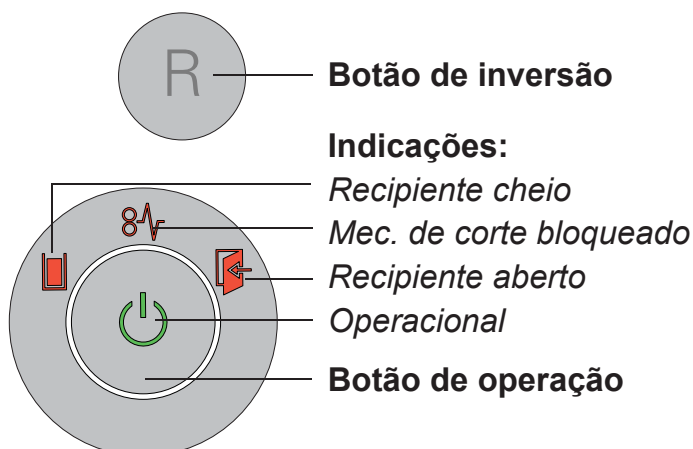 R
Botão de inversão
Indicações:
Recipiente cheio
Mec. de corte bloqueado
Recipiente aberto
Operacional
Botão de operação